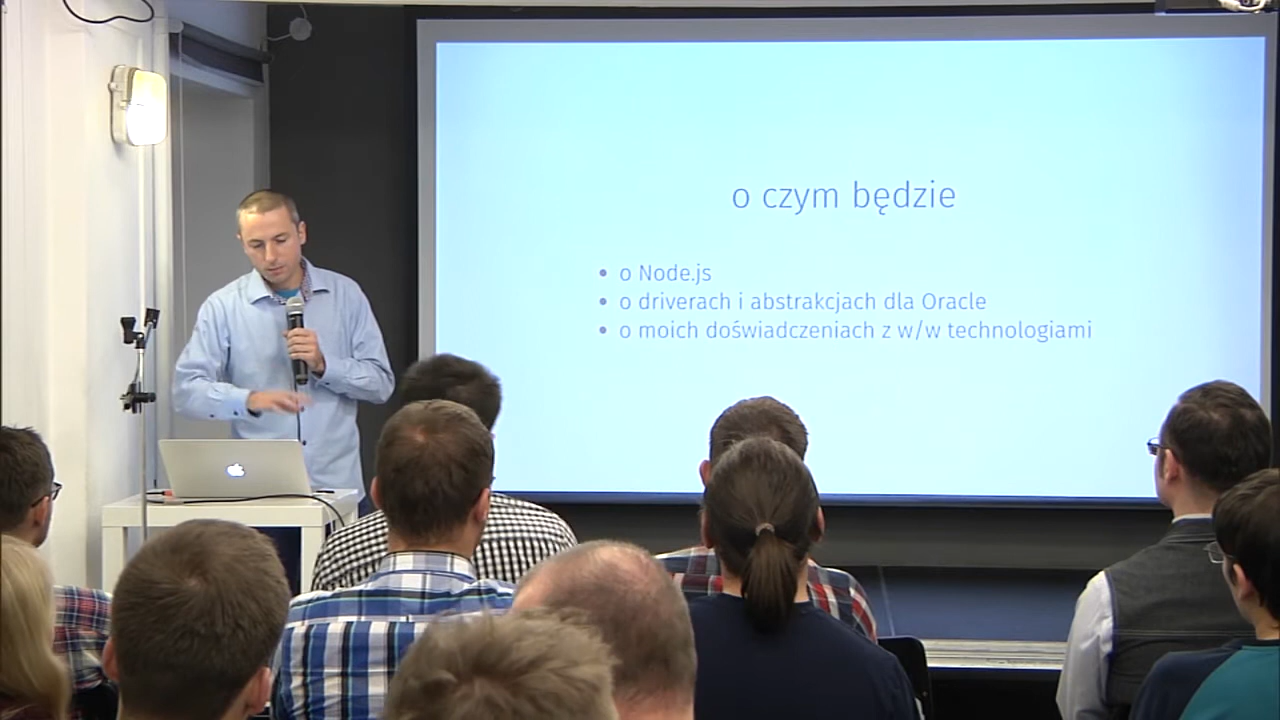 o czym będzie
• o Node.js
• o driverach i abstrakcjach dla Oracle
• o moich doświadczeniach z w/w technologiami